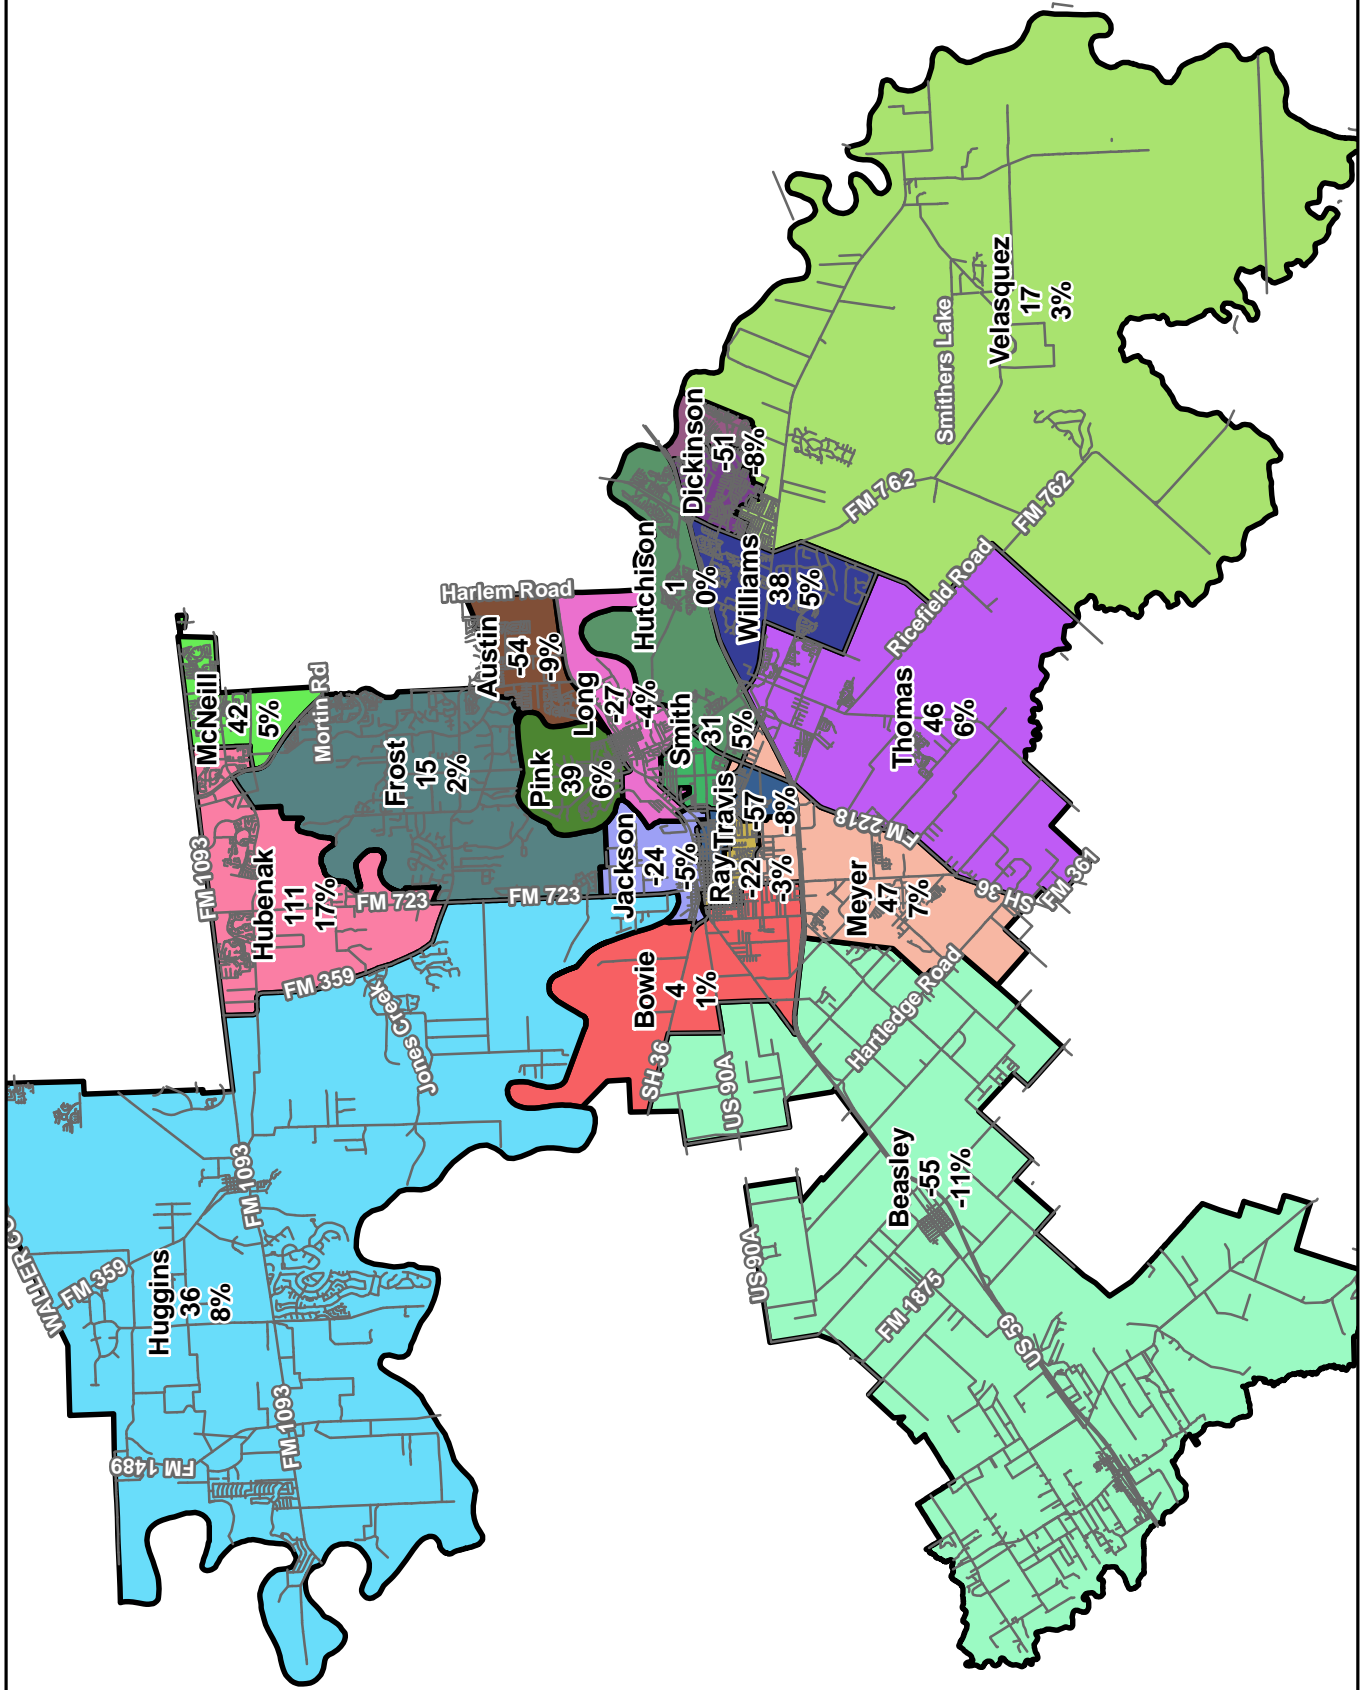 WALLER CO
FM 359
Huggins
36
8%
FM 1093
FM 1093
FM 1489
FM 1093
Hubenak
111
17%
FM 359
FM 723
FM 723
Jones Creek
McNeill
42
5%
Mortin Rd
Frost
15
2%
Harlem Road
Austin
-54
-9%
Pink
39
6%
Long
-27
-4%
Jackson
-24
-5%
Smith
31
5%
Hutchison
1
0%
Dickinson
-51
-8%
Williams
38
5%
Ray
-22
-3%
Travis
-57
-8%
Bowie
4
1%
SH 36
US 90A
Meyer
47
7%
FM 2218
SH 36
FM 361
Thomas
46
6%
Ricefield Road
FM 762
FM 762
Smithers Lake
Velasquez
17
3%
Hartledge Road
Beasley
-55
-11%
US 90A
FM 1875
US 59